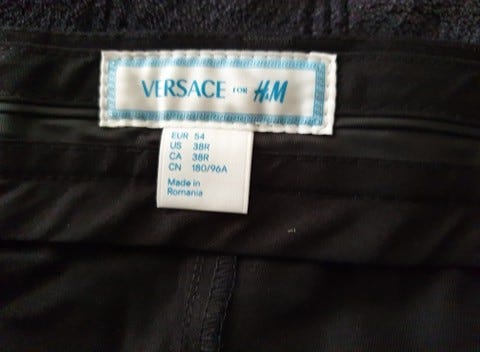 VERSACE FOR H&M
EUR 54
US 38R
CA 38R
CN 180/96A
Made in
Romania